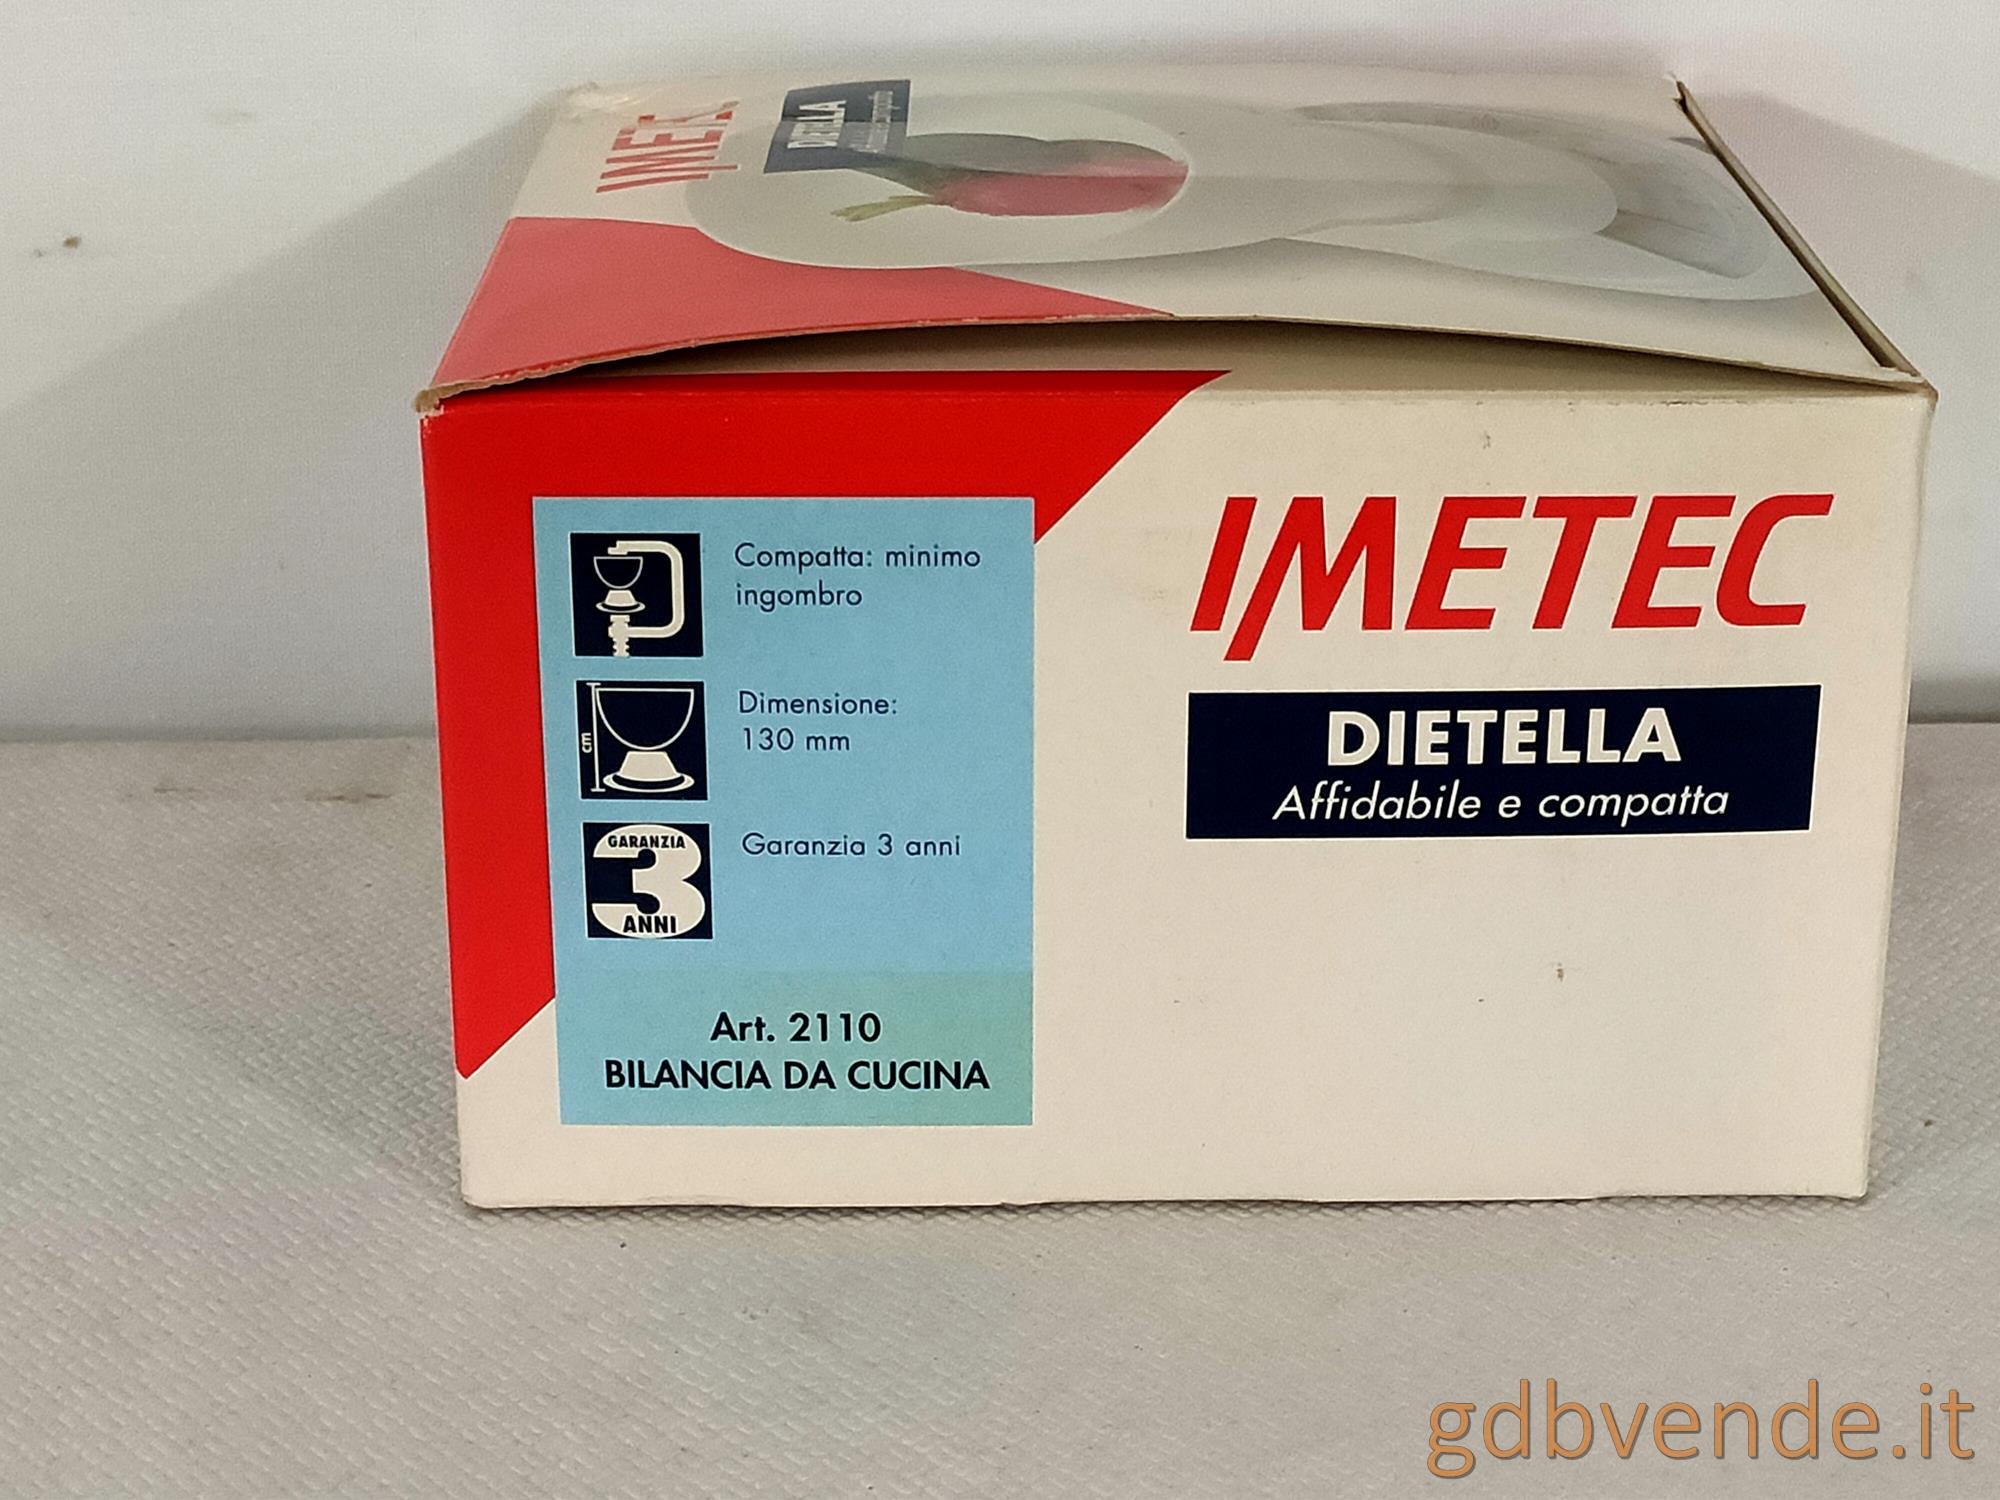 IMETEC
DIETELLA
Compatta: minimo
ingombro
cm
Dimensione:
130 mm
GARANZIA
3
ANNI
Garanzia 3 anni
Art. 2110
BILANCIA DA CUCINA
IMETEC
DIETELLA
Affidabile e compatta
gdbvende.it